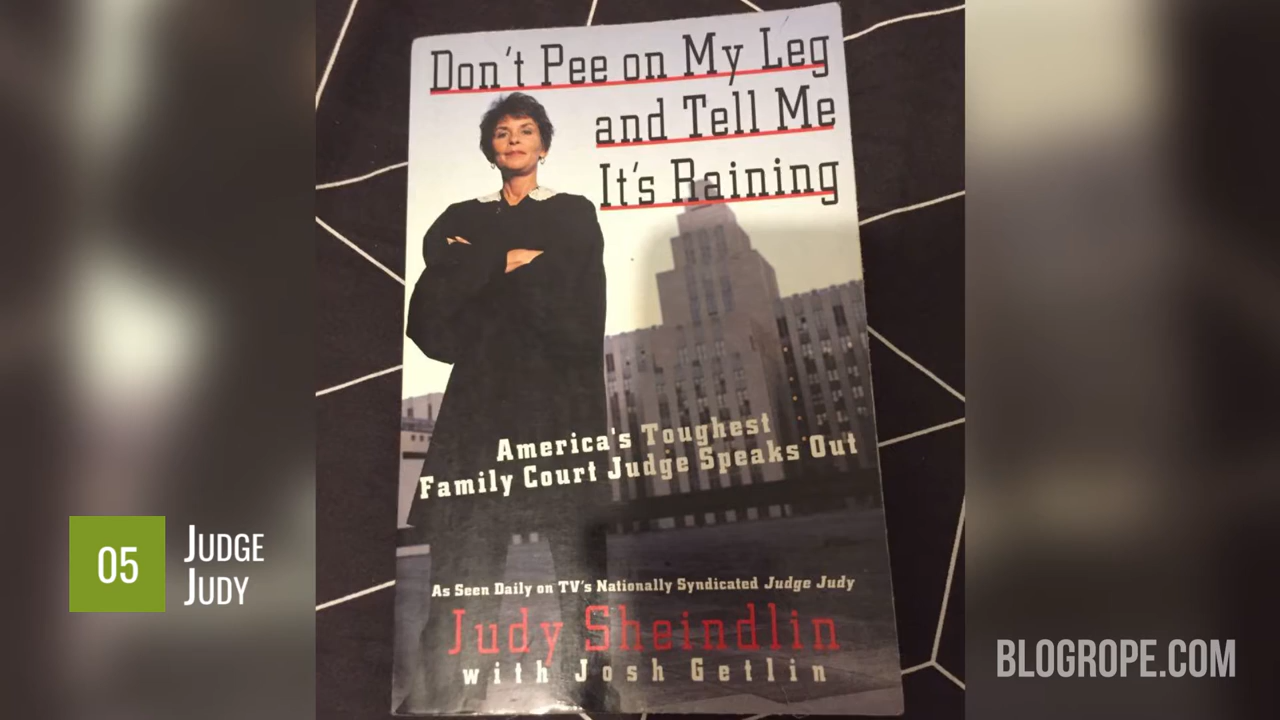 Don't Pee on My Leg
and Tell Me
It's Raining
America's Toughest
Family Court Judge Speaks Out
As Seen Daily on TV's Nationally Syndicated Judge Judy
Judy Sheindlin
with Josh Getlin
05
Judge
Judy
BLOGROPE.COM